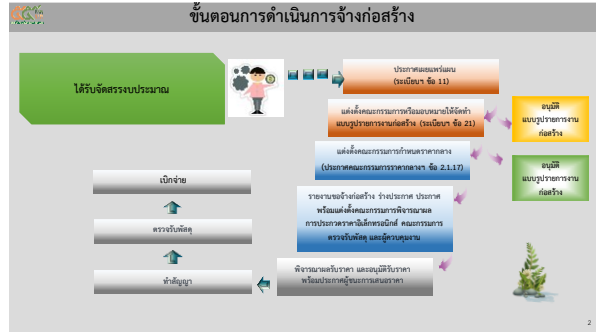 ขั้นตอนการดำเนินการจ้างก่อสร้าง
ได้รับจัดสรรงบประมาณ
ประกาศเผยแพร่แผน
(ระเบียบฯ ข้อ 11)
แต่งตั้งคณะกรรมการหรือมอบหมายให้จัดทำ
แบบรูปรายการงานก่อสร้าง (ระเบียบฯ ข้อ 21)
อนุมัติ
แบบรูปรายการงาน
ก่อสร้าง
แต่งตั้งคณะกรรมการกำหนดราคากลาง
(ประกาศคณะกรรมการราคากลางฯ ข้อ 2.1.17)
อนุมัติ
แบบรูปรายการงาน
ก่อสร้าง
รายงานขอจ้างก่อสร้าง ร่างประกาศ ประกาศ
พร้อมแต่งตั้งคณะกรรมการพิจารณาผล
การประกวดราคาอิเล็กทรอนิกส์ คณะกรรมการ
ตรวจรับพัสดุ และผู้ควบคุมงาน
พิจารณาผลรับราคา และอนุมัติรับราคา
พร้อมประกาศผู้ชนะการเสนอราคา
ทำสัญญา
ตรวจรับพัสดุ
เบิกจ่าย
2